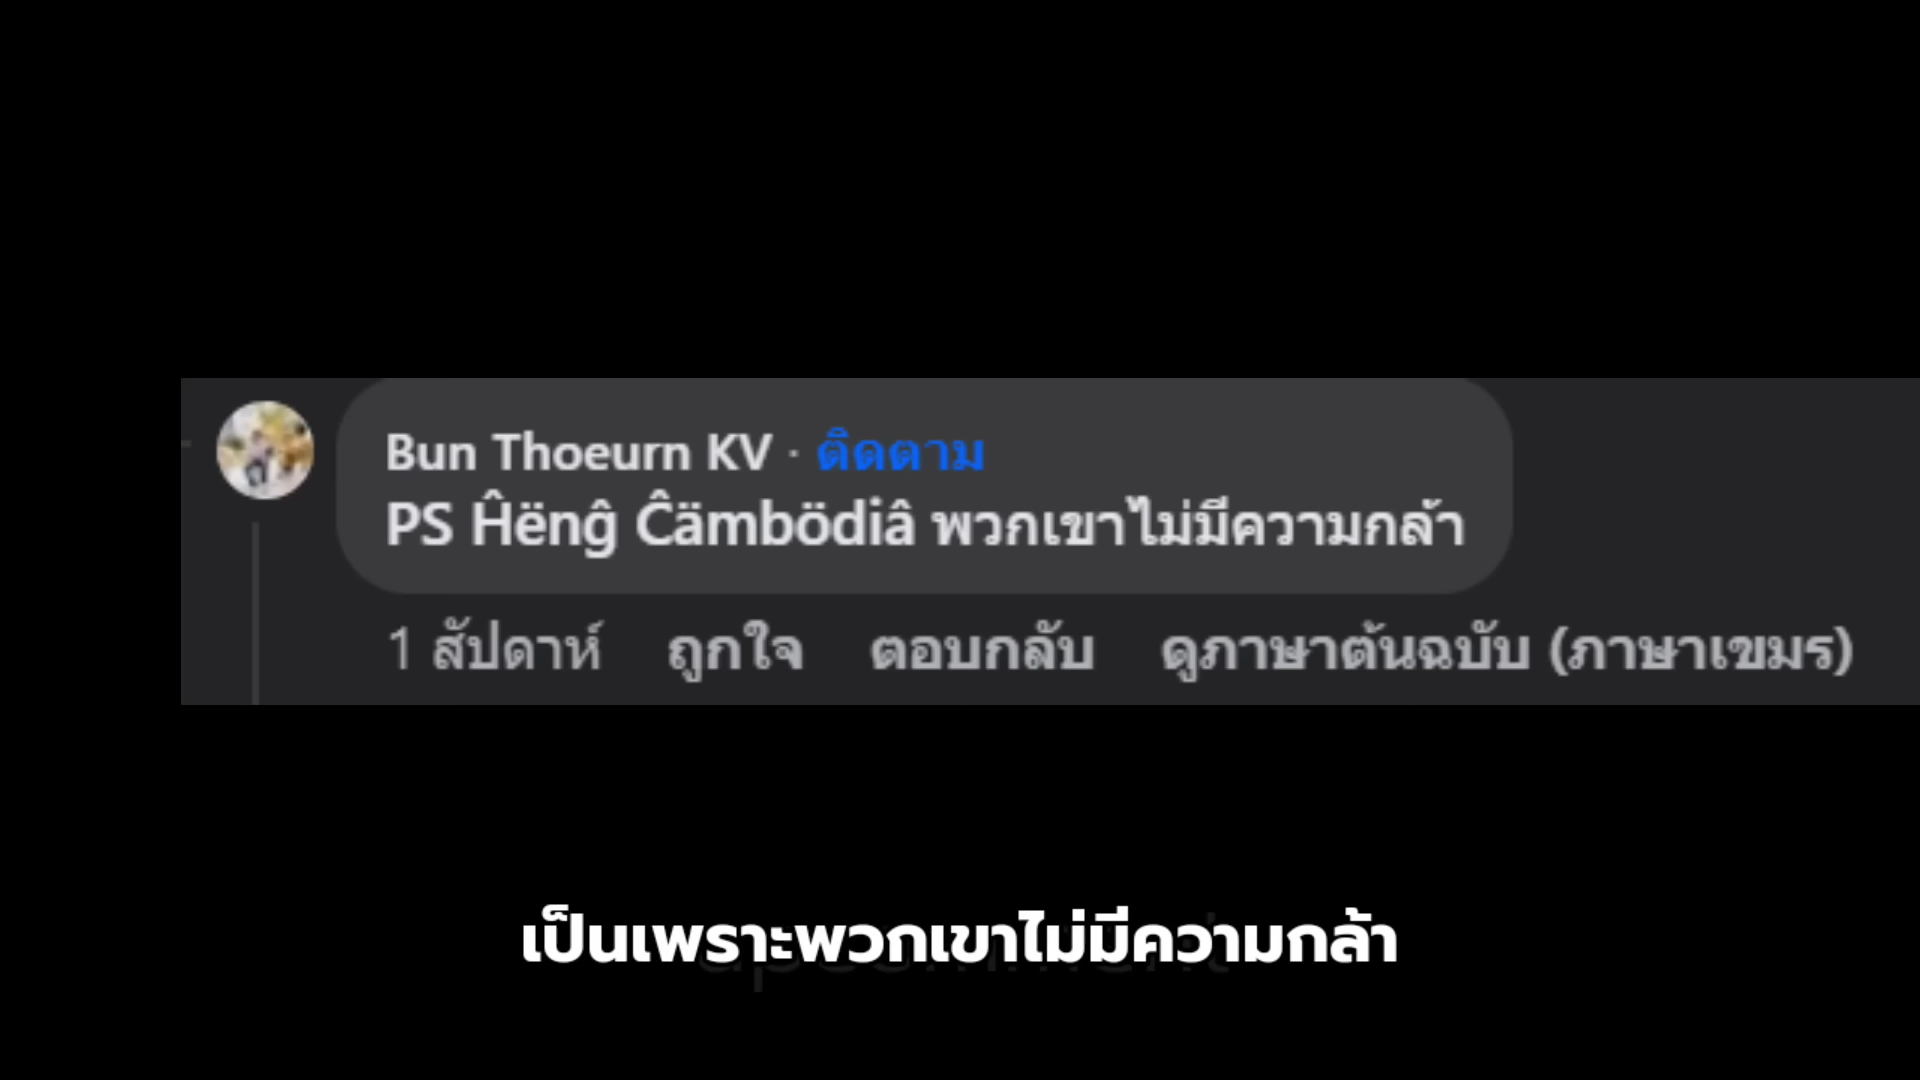 Bun Thoeurn KV · ติดตาม
PS Ĥënĝ Ĉämbödiâ พวกเขาไม่มีความกล้า
1 สัปดาห์ ถูกใจ ตอบกลับ ดูภาษาต้นฉบับ (ภาษาเขมร)
เป็นเพราะพวกเขาไม่มีความกล้า